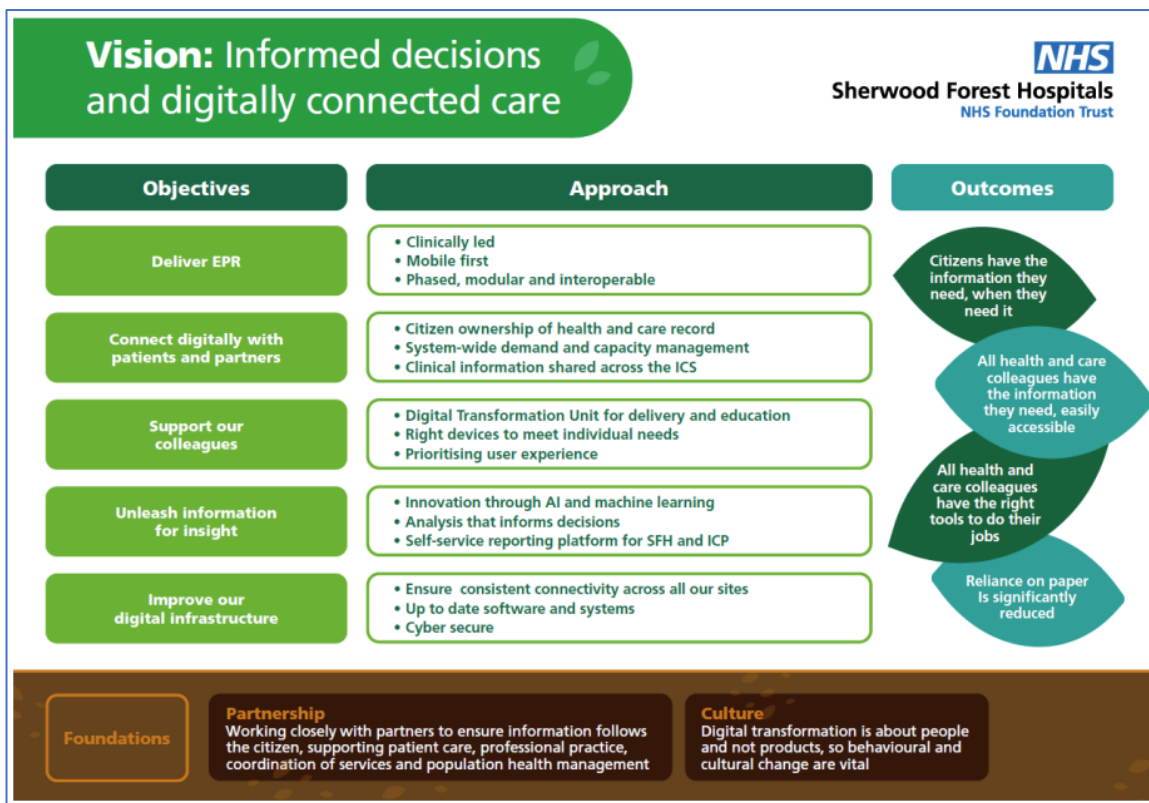 Vision: Informed decisions
and digitally connected care
NHS
Sherwood Forest Hospitals
NHS Foundation Trust
Objectives
Approach
Outcomes
Deliver EPR
• Clinically led
• Mobile first
• Phased, modular and interoperable
Connect digitally with
patients and partners
• Citizen ownership of health and care record
• System-wide demand and capacity management
• Clinical information shared across the ICS
Support our
colleagues
• Digital Transformation Unit for delivery and education
• Right devices to meet individual needs
• Prioritising user experience
Unleash information
for insight
• Innovation through AI and machine learning
• Analysis that informs decisions
• Self-service reporting platform for SFH and ICP
Improve our
digital infrastructure
• Ensure consistent connectivity across all our sites
• Up to date software and systems
• Cyber secure
Citizens have the
information they
need, when they
need it
All health and care
colleagues have
the information
they need, easily
accessible
All health and
care colleagues
have the right
tools to do their
jobs
Reliance on paper
Is significantly
reduced
Foundations
Partnership
Working closely with partners to ensure information follows
the citizen, supporting patient care, professional practice,
coordination of services and population health management
Culture
Digital transformation is about people
and not products, so behavioural and
cultural change are vital